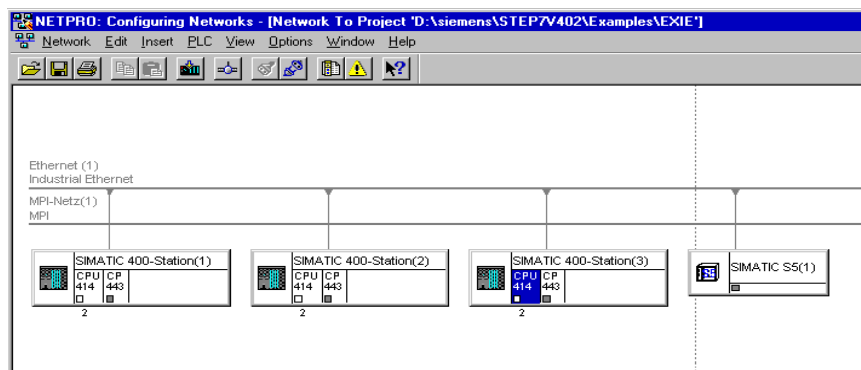 NETPRO: Configuring Networks - [Network To Project 'D:\siemens\STEP7V402\Examples\EXIE']
Network Edit Insert PLC View Options Window Help
Ethernet (1)
Industrial Ethernet
MPI-Netz(1)
MPI
SIMATIC 400-Station(1)
CPU CP
414 443
2
SIMATIC 400-Station(2)
CPU CP
414 443
2
SIMATIC 400-Station(3)
CPU CP
414 443
2
SIMATIC S5(1)